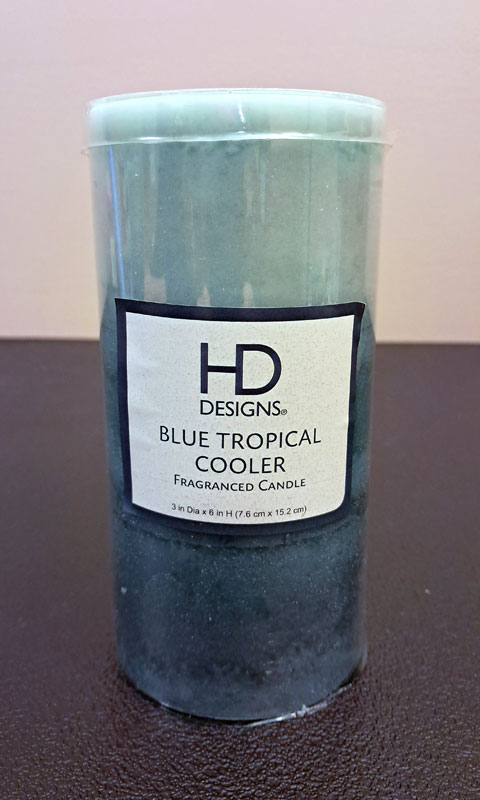 HD
DESIGNS®
BLUE TROPICAL
COOLER
FRAGRANCED CANDLE
3 in Dia x 6 in H (7.6 cm x 15.2 cm)